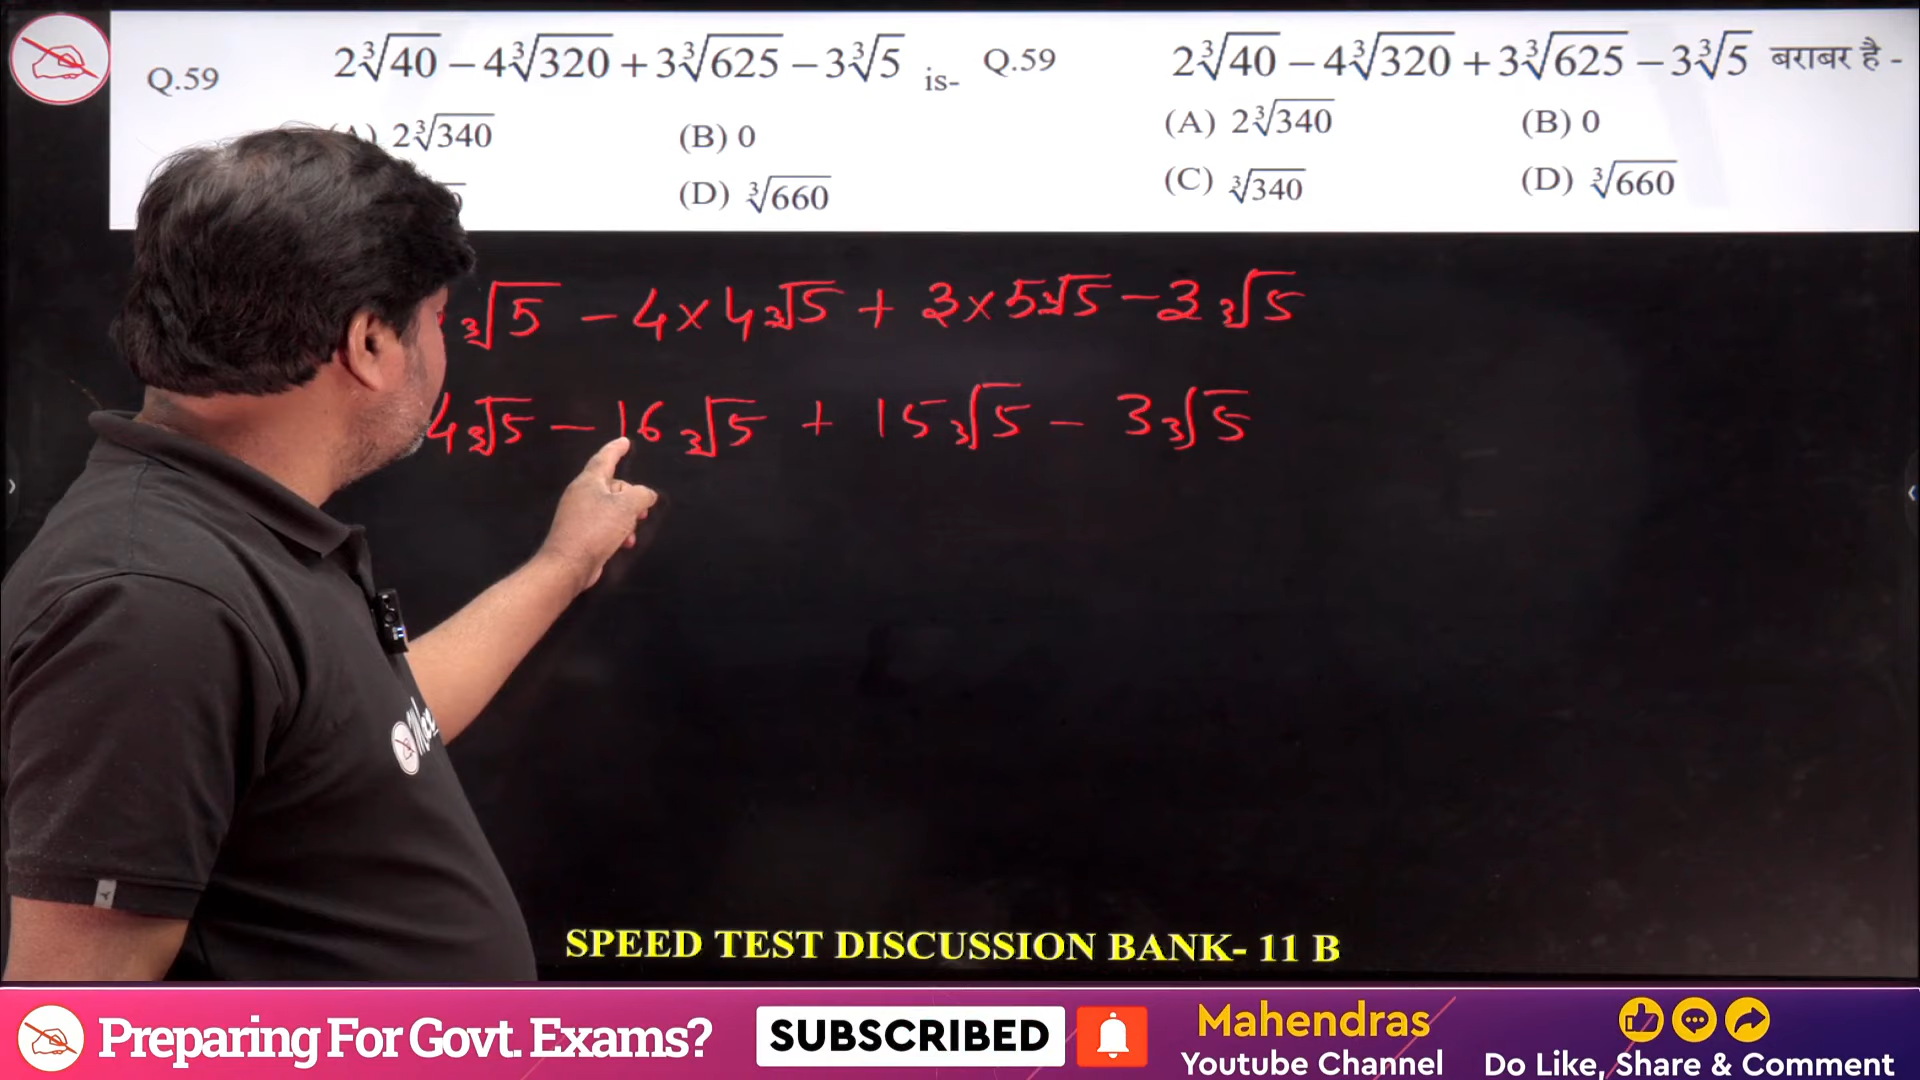 Q.59 2∛40 − 4∛320 + 3∛625 − 3∛5 is-
2∛340 (B) 0
(D) ∛660
Q.59 2∛40 − 4∛320 + 3∛625 − 3∛5 बराबर है -
(A) 2∛340 (B) 0
(C) ∛340 (D) ∛660
∛5 − 4×4∛5 + 3×5∛5 − 3∛5
4∛5 − 16∛5 + 15∛5 − 3∛5
SPEED TEST DISCUSSION BANK- 11 B
Preparing For Govt. Exams?
SUBSCRIBED
Mahendras
Youtube Channel
Do Like, Share & Comment